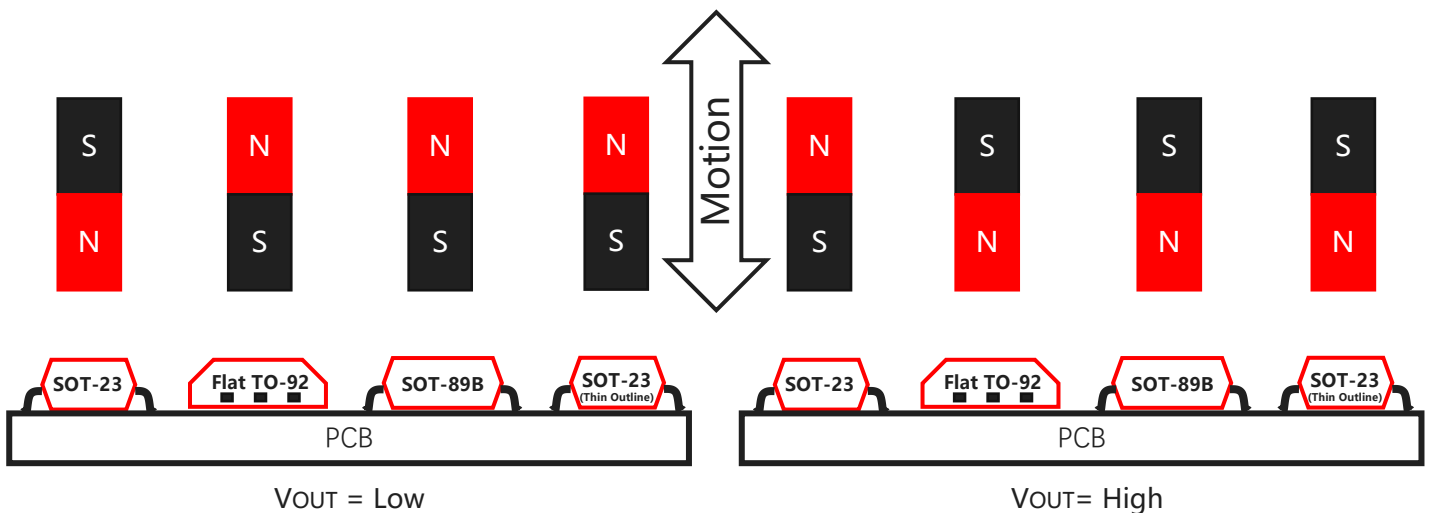 S N N N N S S S
N S S S S N N N
Motion
SOT-23 Flat TO-92 SOT-89B SOT-23 SOT-23 Flat TO-92 SOT-89B SOT-23
(Thin Outline) (Thin Outline)
PCB PCB
VOUT = Low VOUT= High